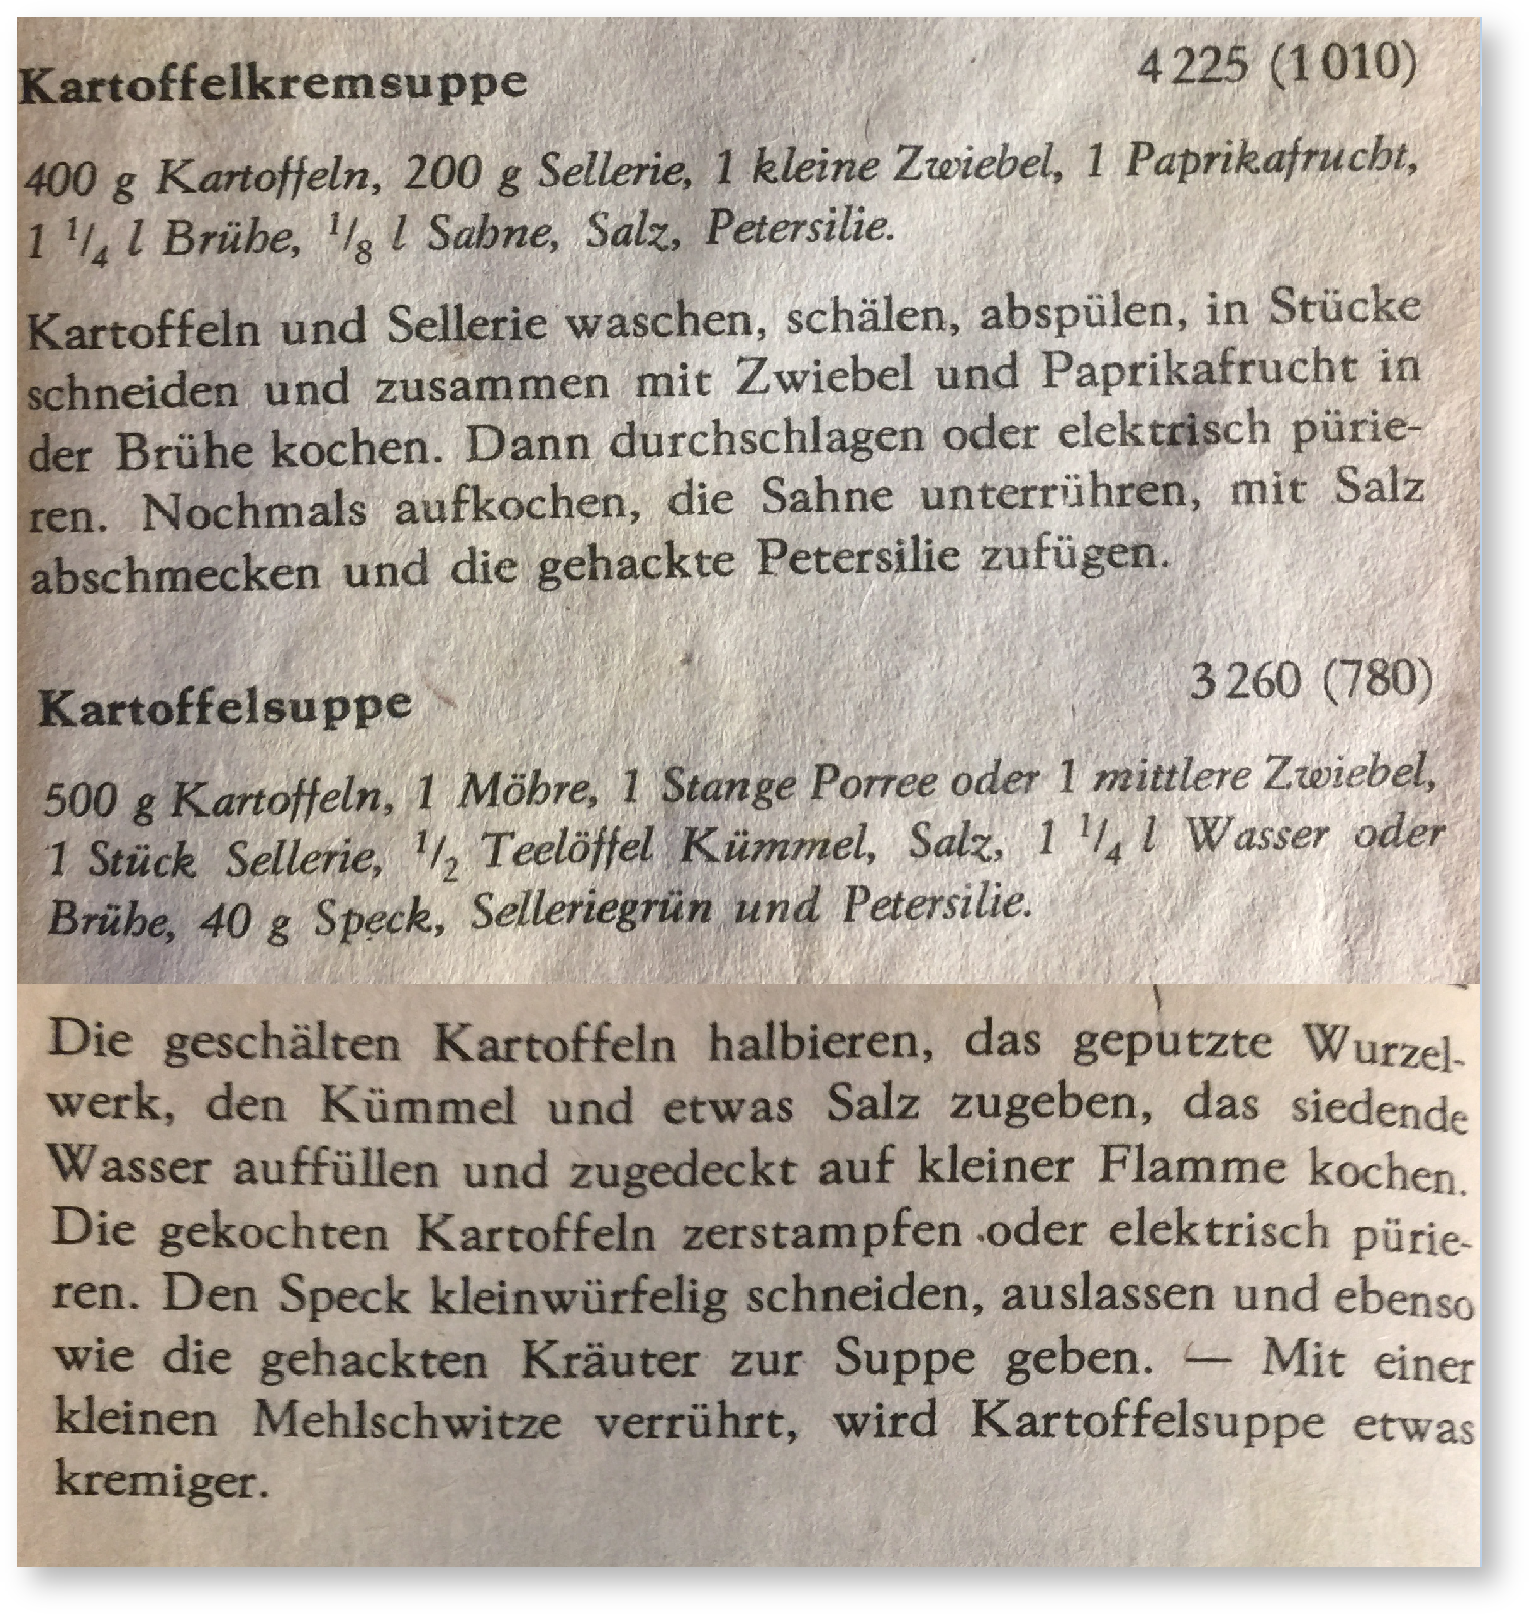 Kartoffelkremsuppe 4 225 (1 010)
400 g Kartoffeln, 200 g Sellerie, 1 kleine Zwiebel, 1 Paprikafrucht,
1 1/4 l Brühe, 1/8 l Sahne, Salz, Petersilie.
Kartoffeln und Sellerie waschen, schälen, abspülen, in Stücke
schneiden und zusammen mit Zwiebel und Paprikafrucht in
der Brühe kochen. Dann durchschlagen oder elektrisch pürie-
ren. Nochmals aufkochen, die Sahne unterrühren, mit Salz
abschmecken und die gehackte Petersilie zufügen.
Kartoffelsuppe 3 260 (780)
500 g Kartoffeln, 1 Möhre, 1 Stange Porree oder 1 mittlere Zwiebel,
1 Stück Sellerie, 1/2 Teelöffel Kümmel, Salz, 1 1/4 l Wasser oder
Brühe, 40 g Speck, Selleriegrün und Petersilie.
Die geschälten Kartoffeln halbieren, das geputzte Wurzel-
werk, den Kümmel und etwas Salz zugeben, das siedende
Wasser auffüllen und zugedeckt auf kleiner Flamme kochen.
Die gekochten Kartoffeln zerstampfen oder elektrisch pürie-
ren. Den Speck kleinwürfelig schneiden, auslassen und ebenso
wie die gehackten Kräuter zur Suppe geben. — Mit einer
kleinen Mehlschwitze verrührt, wird Kartoffelsuppe etwas
kremiger.